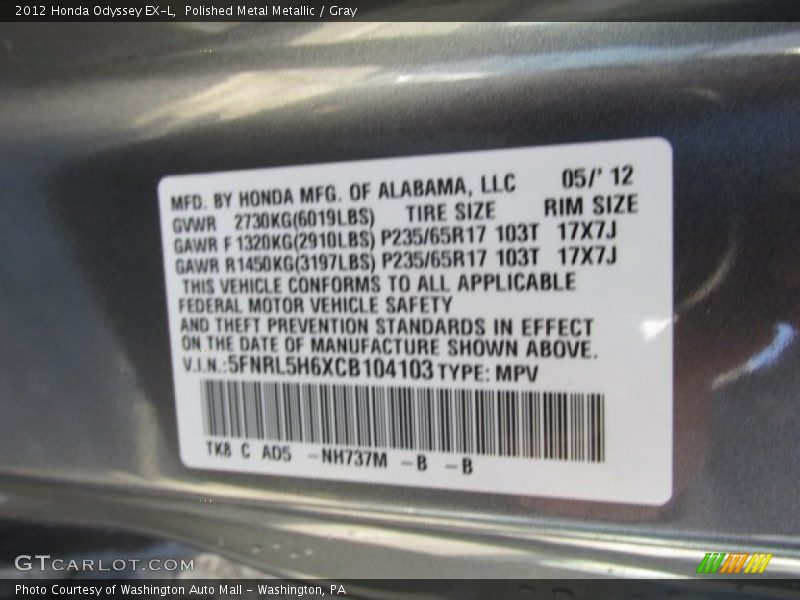 2012 Honda Odyssey EX-L, Polished Metal Metallic / Gray
MFD. BY HONDA MFG. OF ALABAMA, LLC 05/' 12
GVWR 2730KG(6019LBS) TIRE SIZE RIM SIZE
GAWR F 1320KG(2910LBS) P235/65R17 103T 17X7J
GAWR R1450KG(3197LBS) P235/65R17 103T 17X7J
THIS VEHICLE CONFORMS TO ALL APPLICABLE
FEDERAL MOTOR VEHICLE SAFETY
AND THEFT PREVENTION STANDARDS IN EFFECT
ON THE DATE OF MANUFACTURE SHOWN ABOVE.
V.I.N.:5FNRL5H6XCB104103 TYPE: MPV
TK8 C AD5 -NH737M -B -B
GTCARLOT.COM
Photo Courtesy of Washington Auto Mall - Washington, PA